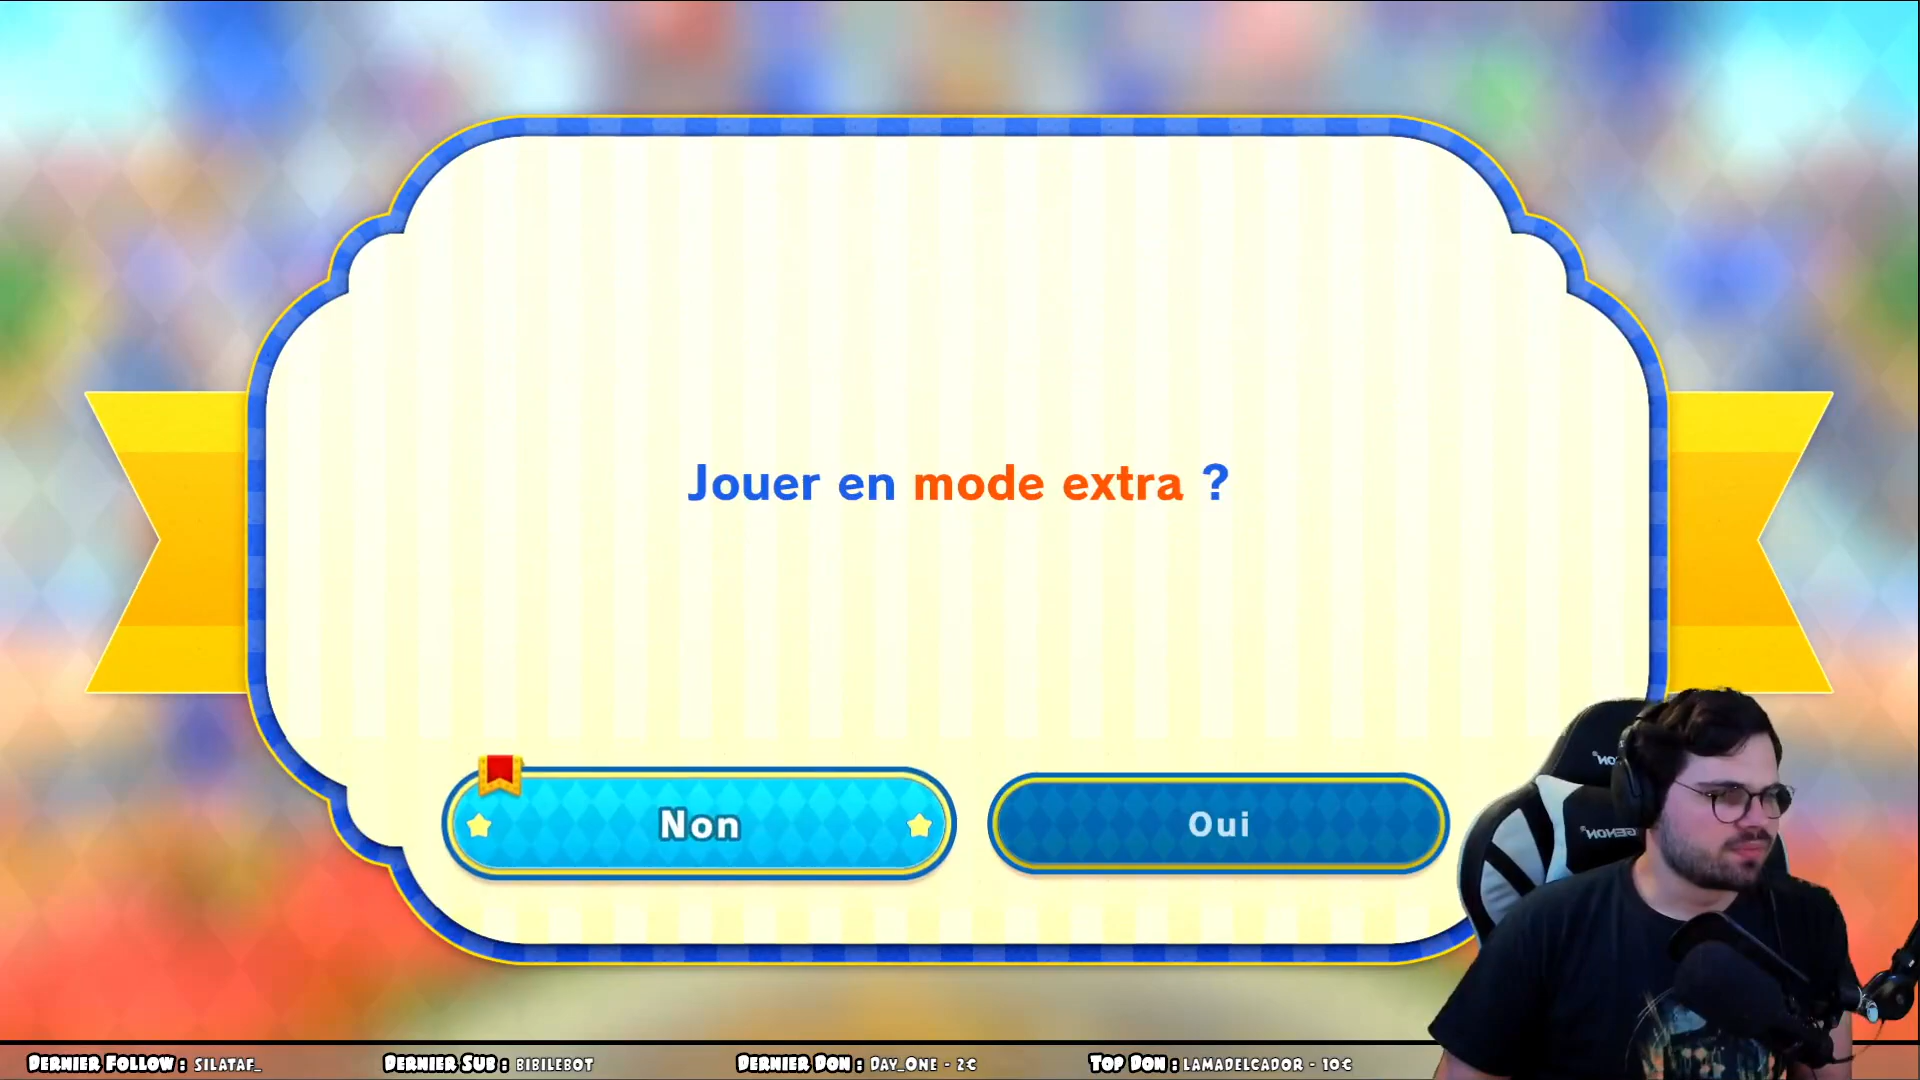 Jouer en mode extra ?
Non
Oui
GENON®
DERNIER FOLLOW : SILATAF_
DERNIER SUB : BIBILEBOT
DERNIER DON : DAY_ONE - 2€
TOP DON : LAMADELCADOR - 10€